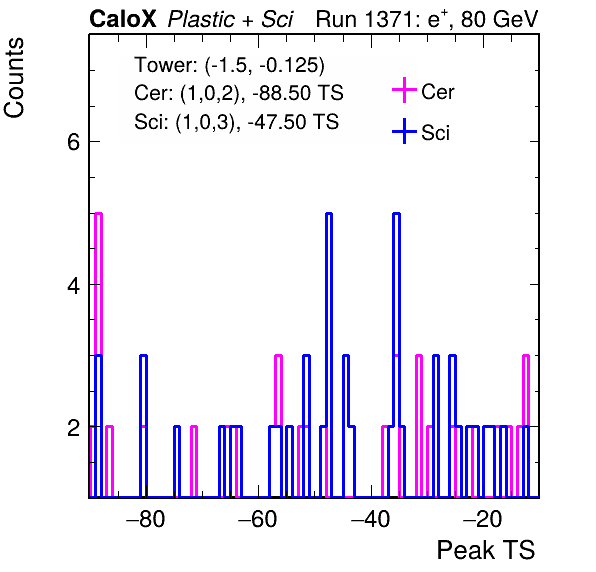 CaloX Plastic + Sci Run 1371: e⁺, 80 GeV
Tower: (-1.5, -0.125)
Cer: (1,0,2), -88.50 TS
Sci: (1,0,3), -47.50 TS
Cer
Sci
Counts
6
4
2
−80 −60 −40 −20
Peak TS